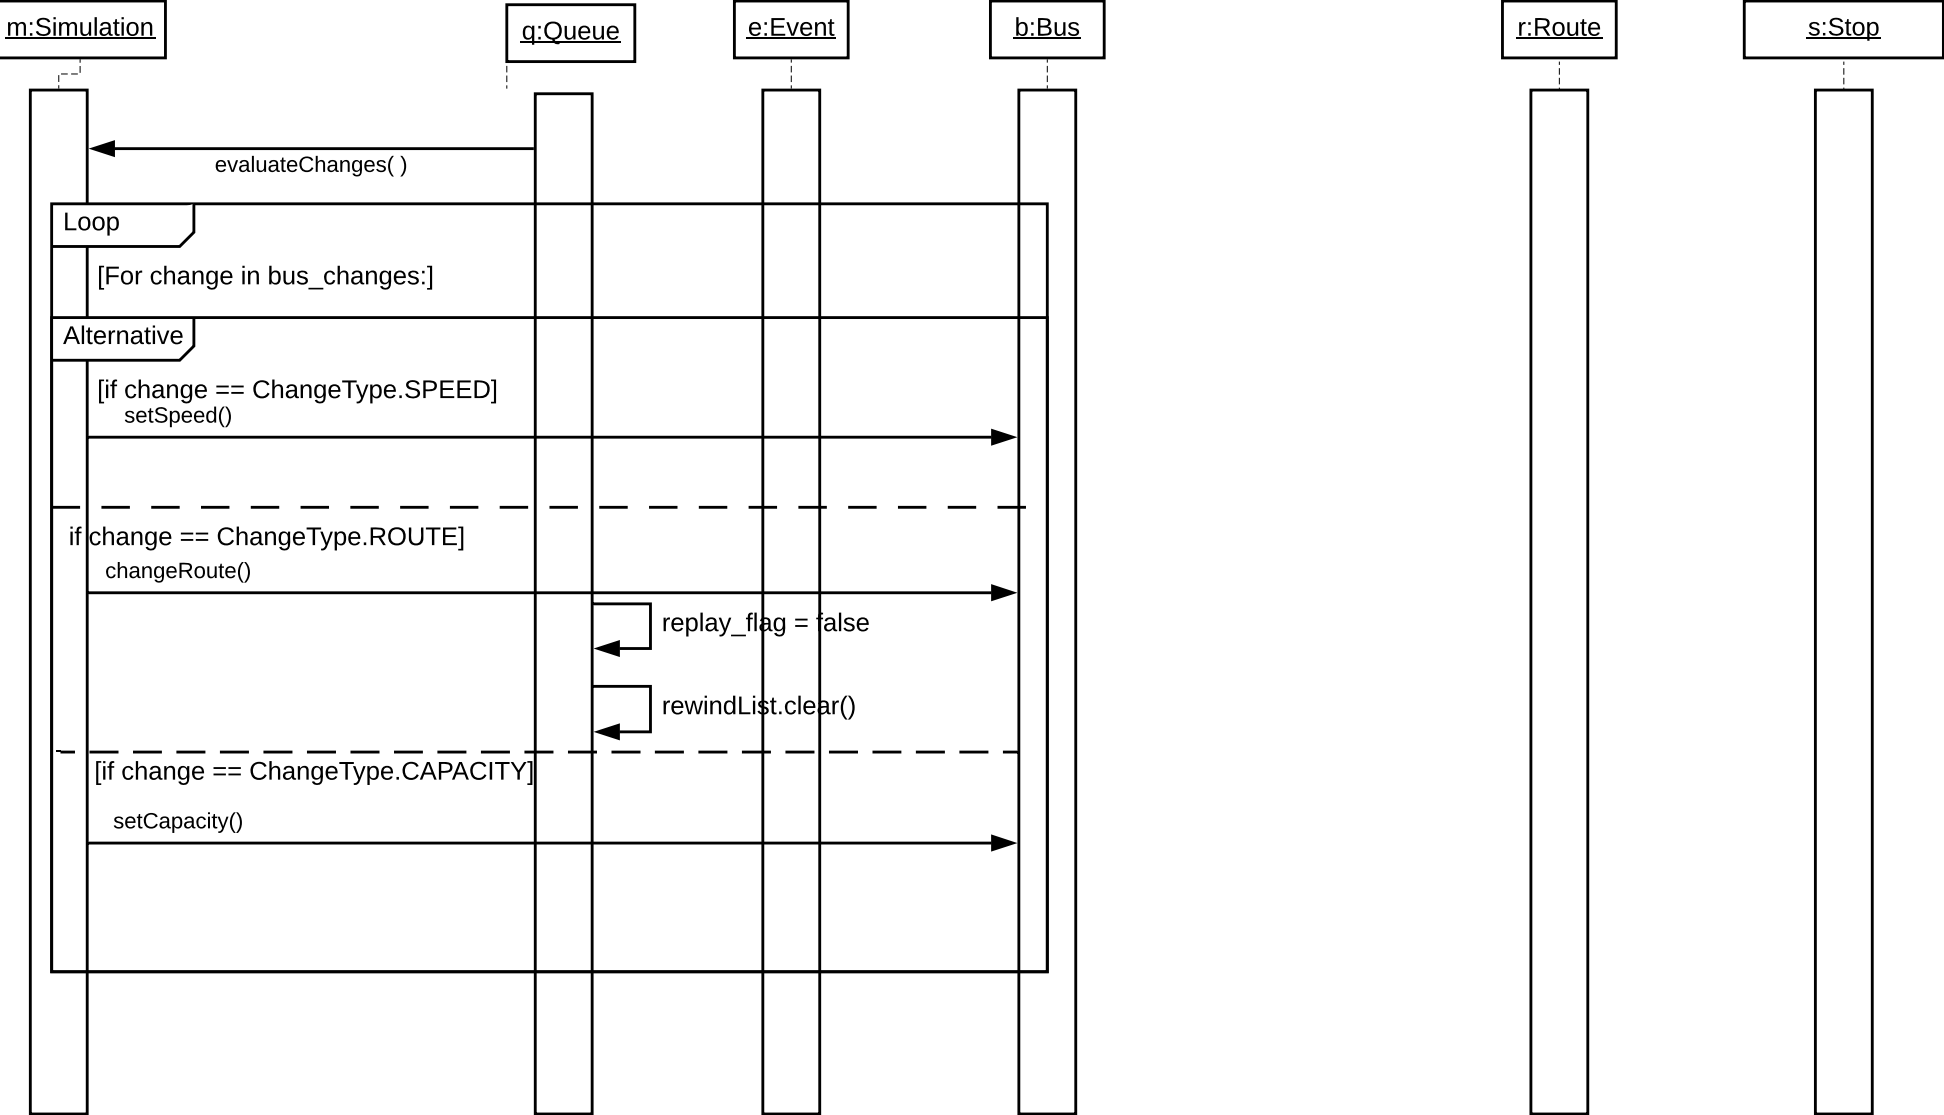 m:Simulation
q:Queue
e:Event
b:Bus
r:Route
s:Stop
evaluateChanges( )
Loop
[For change in bus_changes:]
Alternative
[if change == ChangeType.SPEED]
setSpeed()
if change == ChangeType.ROUTE]
changeRoute()
replay_flag = false
rewindList.clear()
[if change == ChangeType.CAPACITY]
setCapacity()